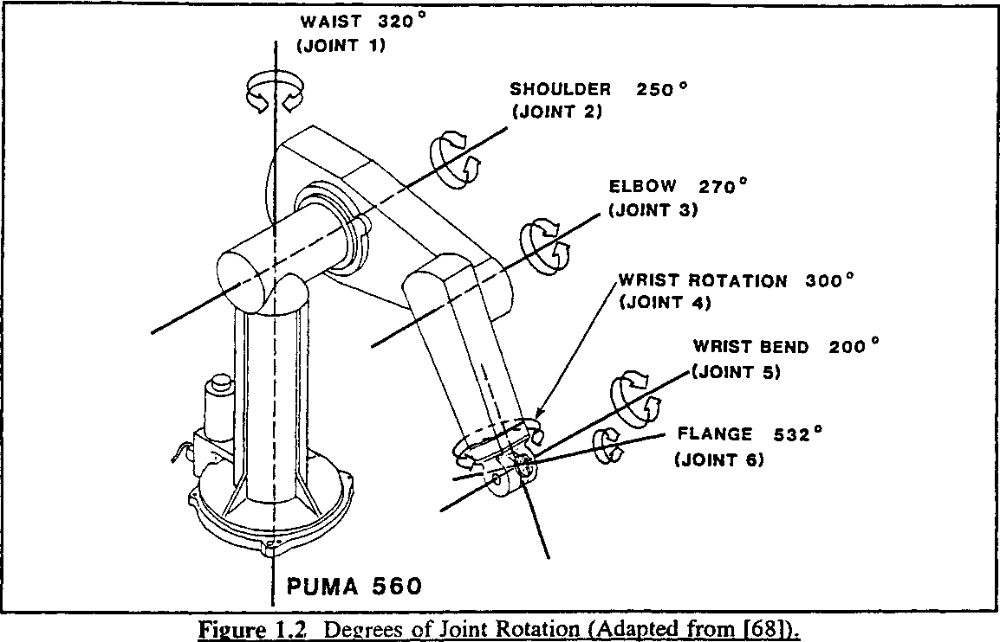 WAIST 320°
(JOINT 1)
SHOULDER 250°
(JOINT 2)
ELBOW 270°
(JOINT 3)
WRIST ROTATION 300°
(JOINT 4)
WRIST BEND 200°
(JOINT 5)
FLANGE 532°
(JOINT 6)
PUMA 560
Figure 1.2 Degrees of Joint Rotation (Adapted from [68]).